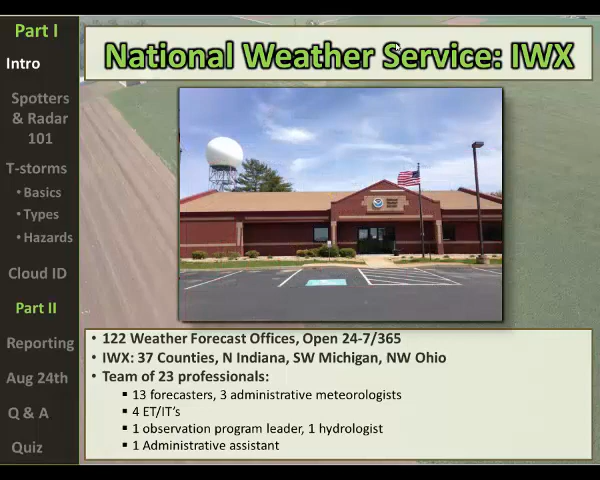 Part I
Intro
Spotters
& Radar
101
T-storms
• Basics
• Types
• Hazards
Cloud ID
Part II
Reporting
Aug 24th
Q & A
Quiz
National Weather Service: IWX
• 122 Weather Forecast Offices, Open 24-7/365
• IWX: 37 Counties, N Indiana, SW Michigan, NW Ohio
• Team of 23 professionals:
▪ 13 forecasters, 3 administrative meteorologists
▪ 4 ET/IT's
▪ 1 observation program leader, 1 hydrologist
▪ 1 Administrative assistant